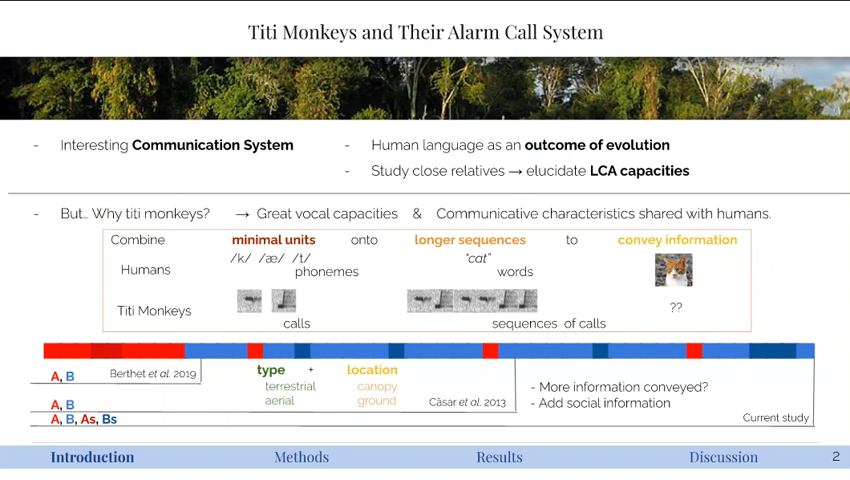 Titi Monkeys and Their Alarm Call System
- Interesting Communication System
- Human language as an outcome of evolution
- Study close relatives → elucidate LCA capacities
- But... Why titi monkeys? → Great vocal capacities & Communicative characteristics shared with humans.
Combine minimal units onto longer sequences to convey information
Humans /k/ /æ/ /t/ phonemes "cat" words
Titi Monkeys calls sequences of calls ??
A, B Berthet et al. 2019
type + location
terrestrial canopy
aerial ground
A, B Cäsar et al. 2013
- More information conveyed?
- Add social information
A, B, As, Bs Current study
Introduction Methods Results Discussion 2